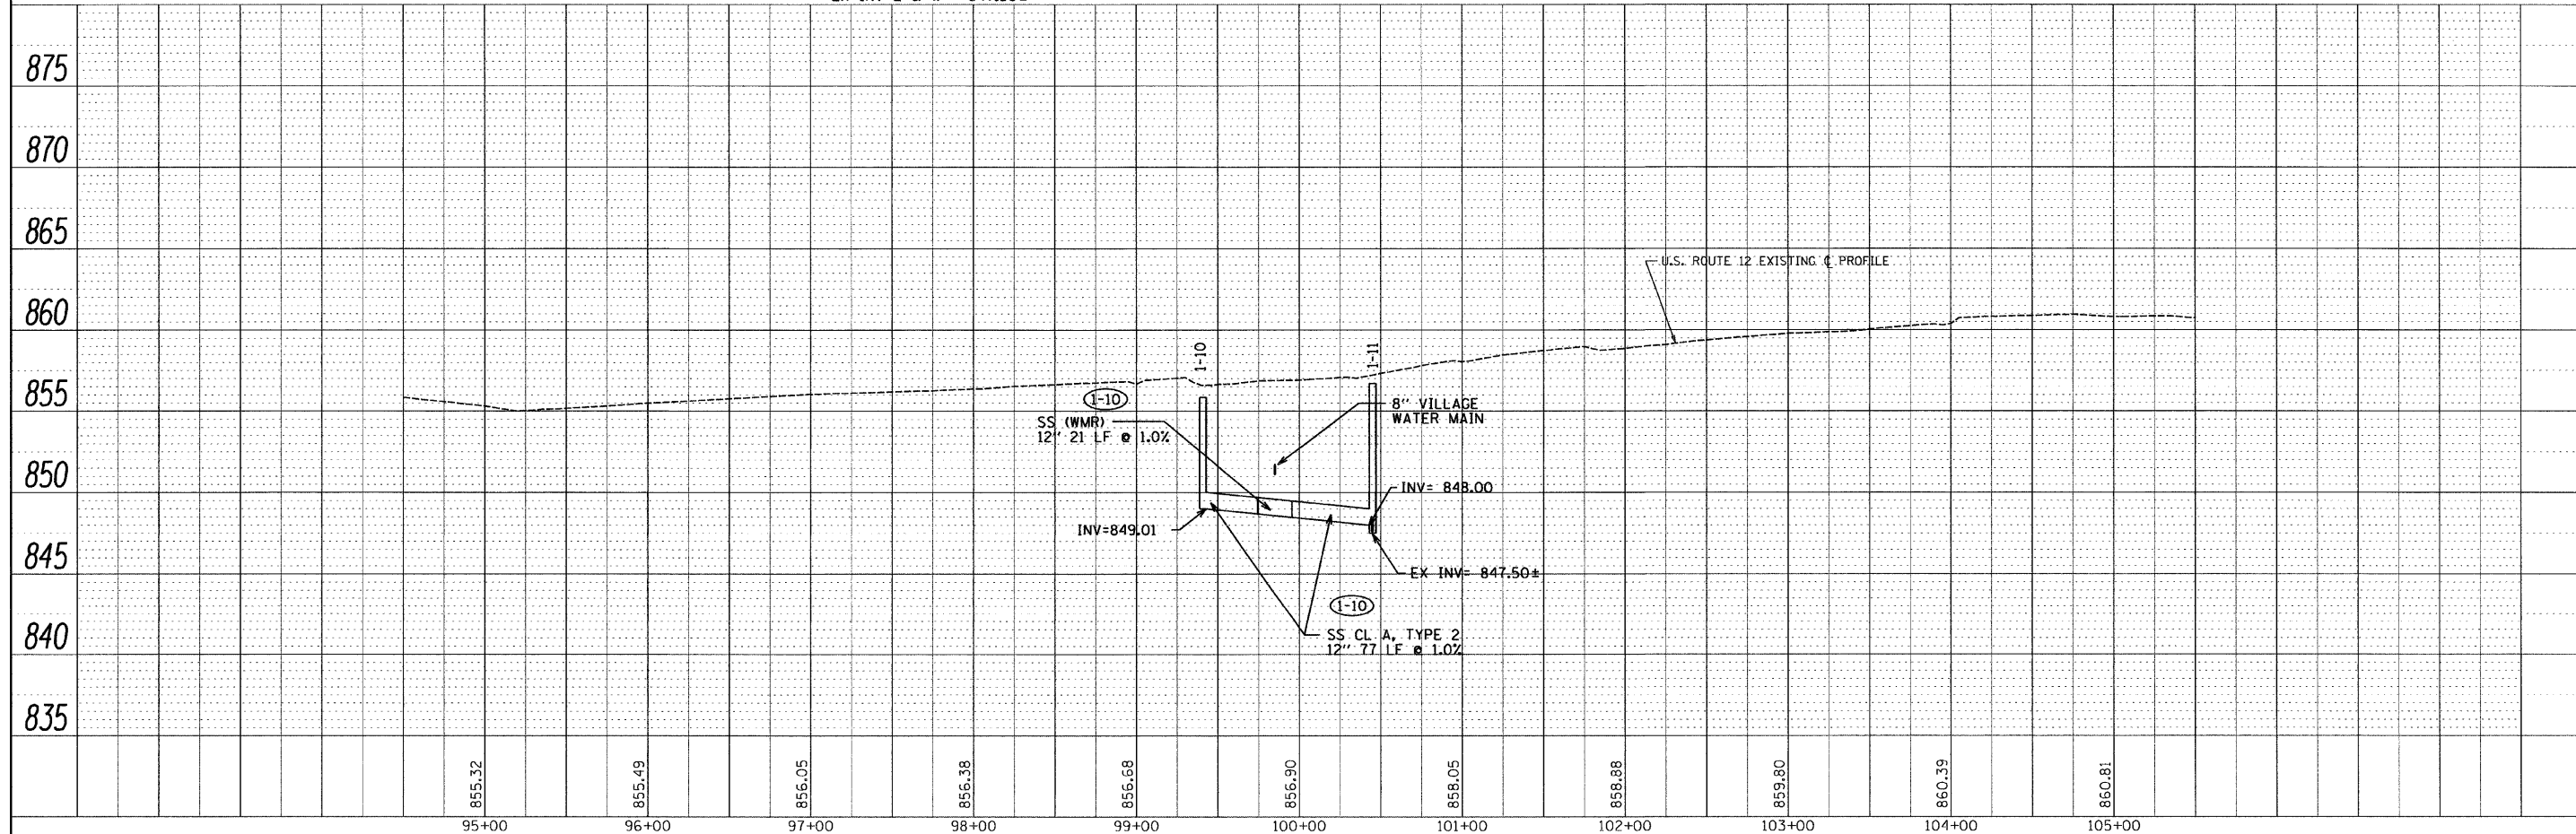 875
870
865
U.S. ROUTE 12 EXISTING ℄ PROFILE
860
1-10
1-11
855
1-10
8" VILLAGE
WATER MAIN
SS (WMR)
12" 21 LF @ 1.0%
850
INV= 848.00
INV=849.01
845
EX INV= 847.50±
1-10
840
SS CL A, TYPE 2
12" 77 LF @ 1.0%
835
855.32
855.49
856.05
856.38
856.68
856.90
858.05
858.88
859.80
860.39
860.81
95+00 96+00 97+00 98+00 99+00 100+00 101+00 102+00 103+00 104+00 105+00